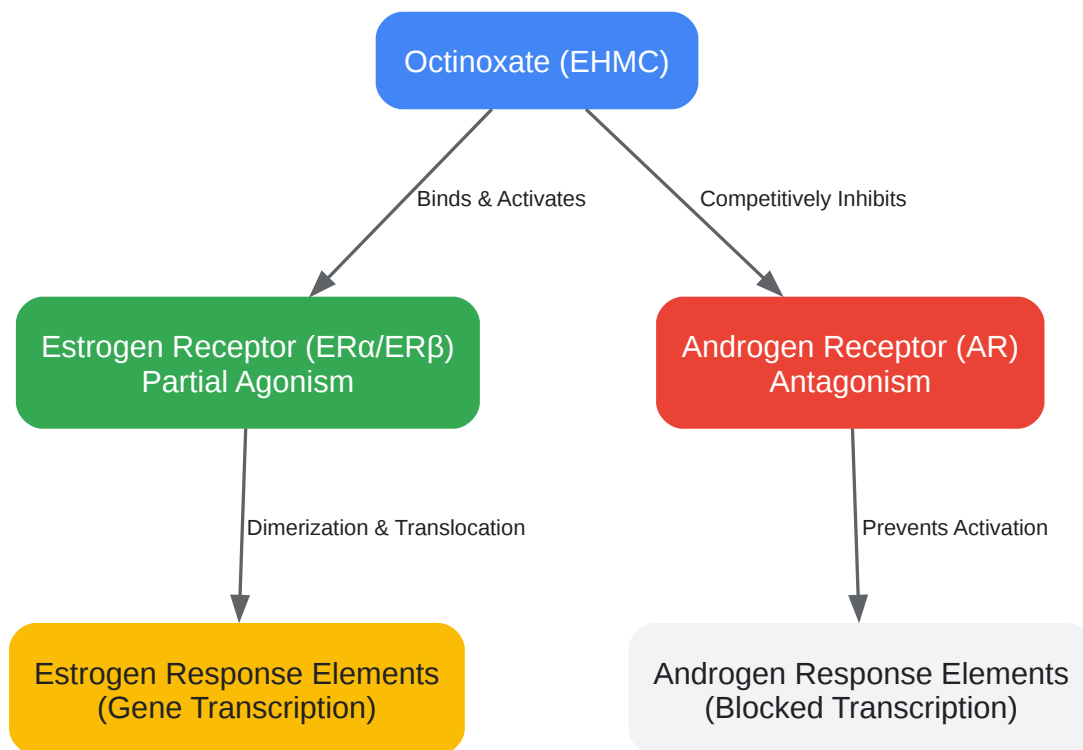 Octinoxate (EHMC)
Binds & Activates
Competitively Inhibits
Estrogen Receptor (ERα/ERβ)
Partial Agonism
Androgen Receptor (AR)
Antagonism
Dimerization & Translocation
Prevents Activation
Estrogen Response Elements
(Gene Transcription)
Androgen Response Elements
(Blocked Transcription)